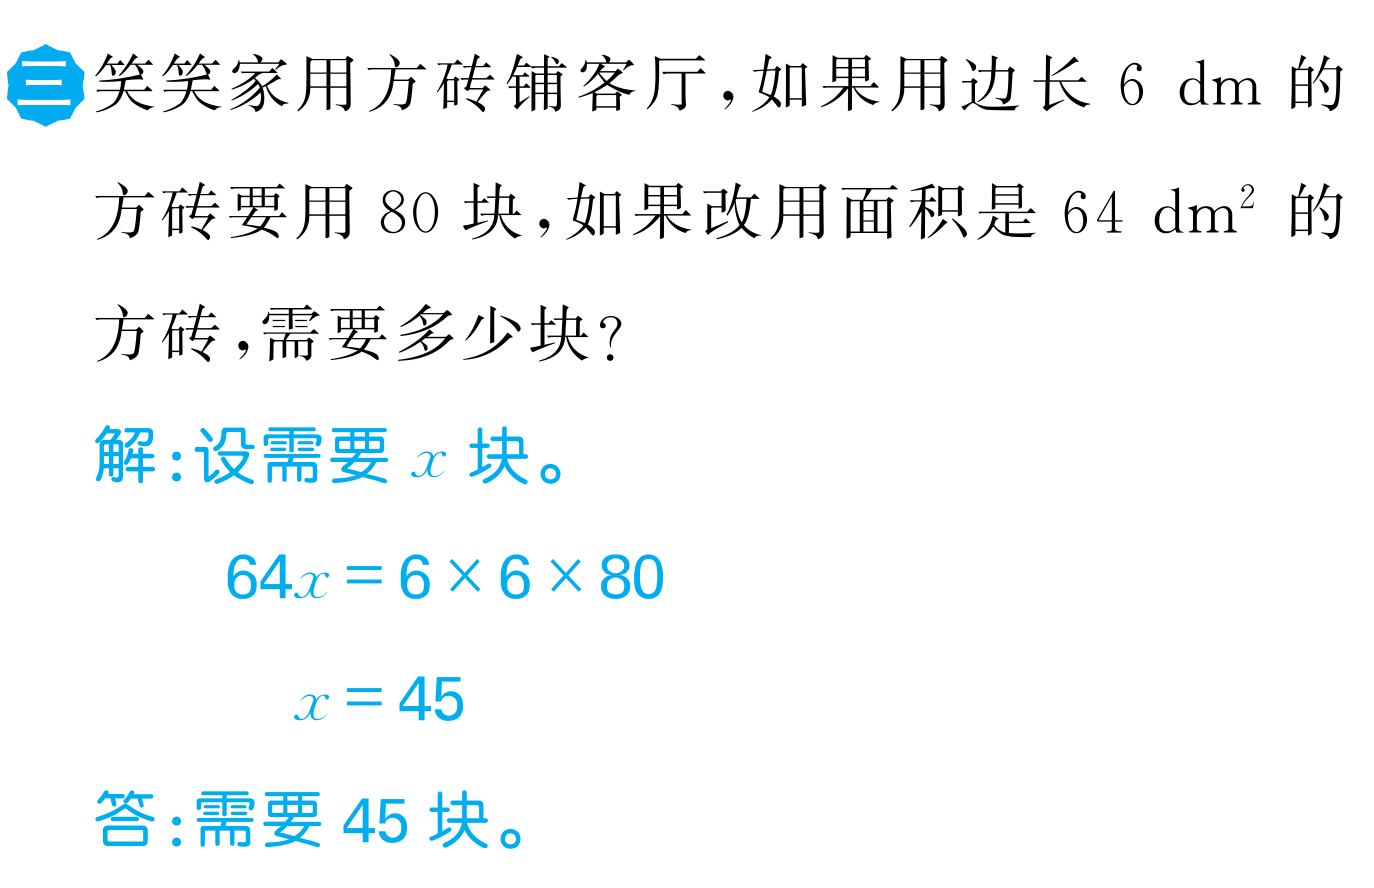 三 笑笑家用方砖铺客厅,如果用边长 6 dm 的
方砖要用 80 块,如果改用面积是 64 dm² 的
方砖,需要多少块?
解:设需要 x 块。
64x = 6 × 6 × 80
x = 45
答:需要 45 块。